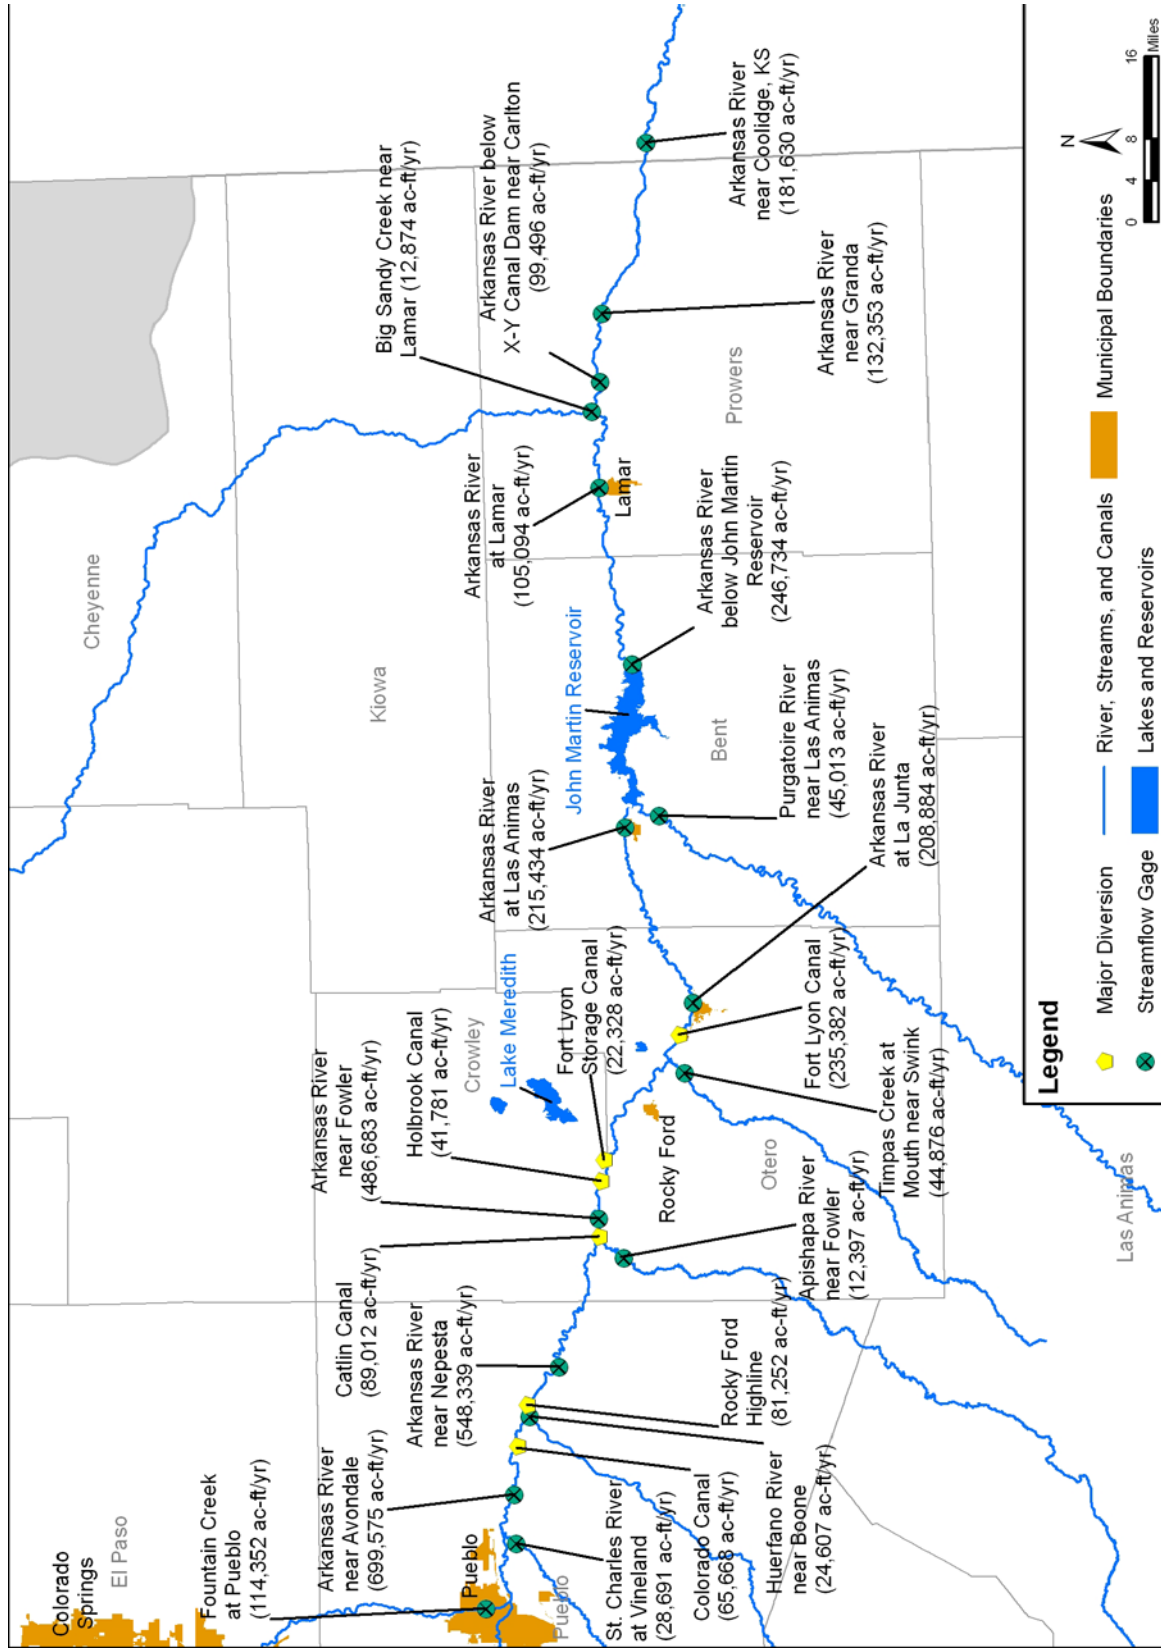 Colorado
Springs
El Paso
Fountain Creek
at Pueblo
(114,352 ac-ft/yr)
Arkansas River
near Avondale
(699,575 ac-ft/yr)
Pueblo
Pueblo
St. Charles River
at Vineland
(28,691 ac-ft/yr)
Colorado Canal
(65,668 ac-ft/yr)
Huerfano River
near Boone
(24,607 ac-ft/yr)
Rocky Ford
Highline
(81,252 ac-ft/yr)
Arkansas River
near Nepesta
(548,339 ac-ft/yr)
Catlin Canal
(89,012 ac-ft/yr)
Apishapa River
near Fowler
(12,397 ac-ft/yr)
Arkansas River
near Fowler
(486,683 ac-ft/yr)
Holbrook Canal
(41,781 ac-ft/yr)
Crowley
Lake Meredith
Fort Lyon
Storage Canal
(22,328 ac-ft/yr)
Rocky Ford
Otero
Timpas Creek at
Mouth near Swink
(44,876 ac-ft/yr)
Fort Lyon Canal
(235,382 ac-ft/yr)
Las Animas
Arkansas River
at La Junta
(208,884 ac-ft/yr)
Arkansas River
at Las Animas
(215,434 ac-ft/yr)
Purgatoire River
near Las Animas
(45,013 ac-ft/yr)
John Martin Reservoir
Bent
Kiowa
Cheyenne
Arkansas River
below John Martin
Reservoir
(246,734 ac-ft/yr)
Arkansas River
at Lamar
(105,094 ac-ft/yr)
Lamar
Prowers
Big Sandy Creek near
Lamar (12,874 ac-ft/yr)
Arkansas River below
X-Y Canal Dam near Carlton
(99,496 ac-ft/yr)
Arkansas River
near Granda
(132,353 ac-ft/yr)
Arkansas River
near Coolidge, KS
(181,630 ac-ft/yr)
Legend
Major Diversion
River, Streams, and Canals
Municipal Boundaries
Streamflow Gage
Lakes and Reservoirs
N
0 4 8 16
Miles